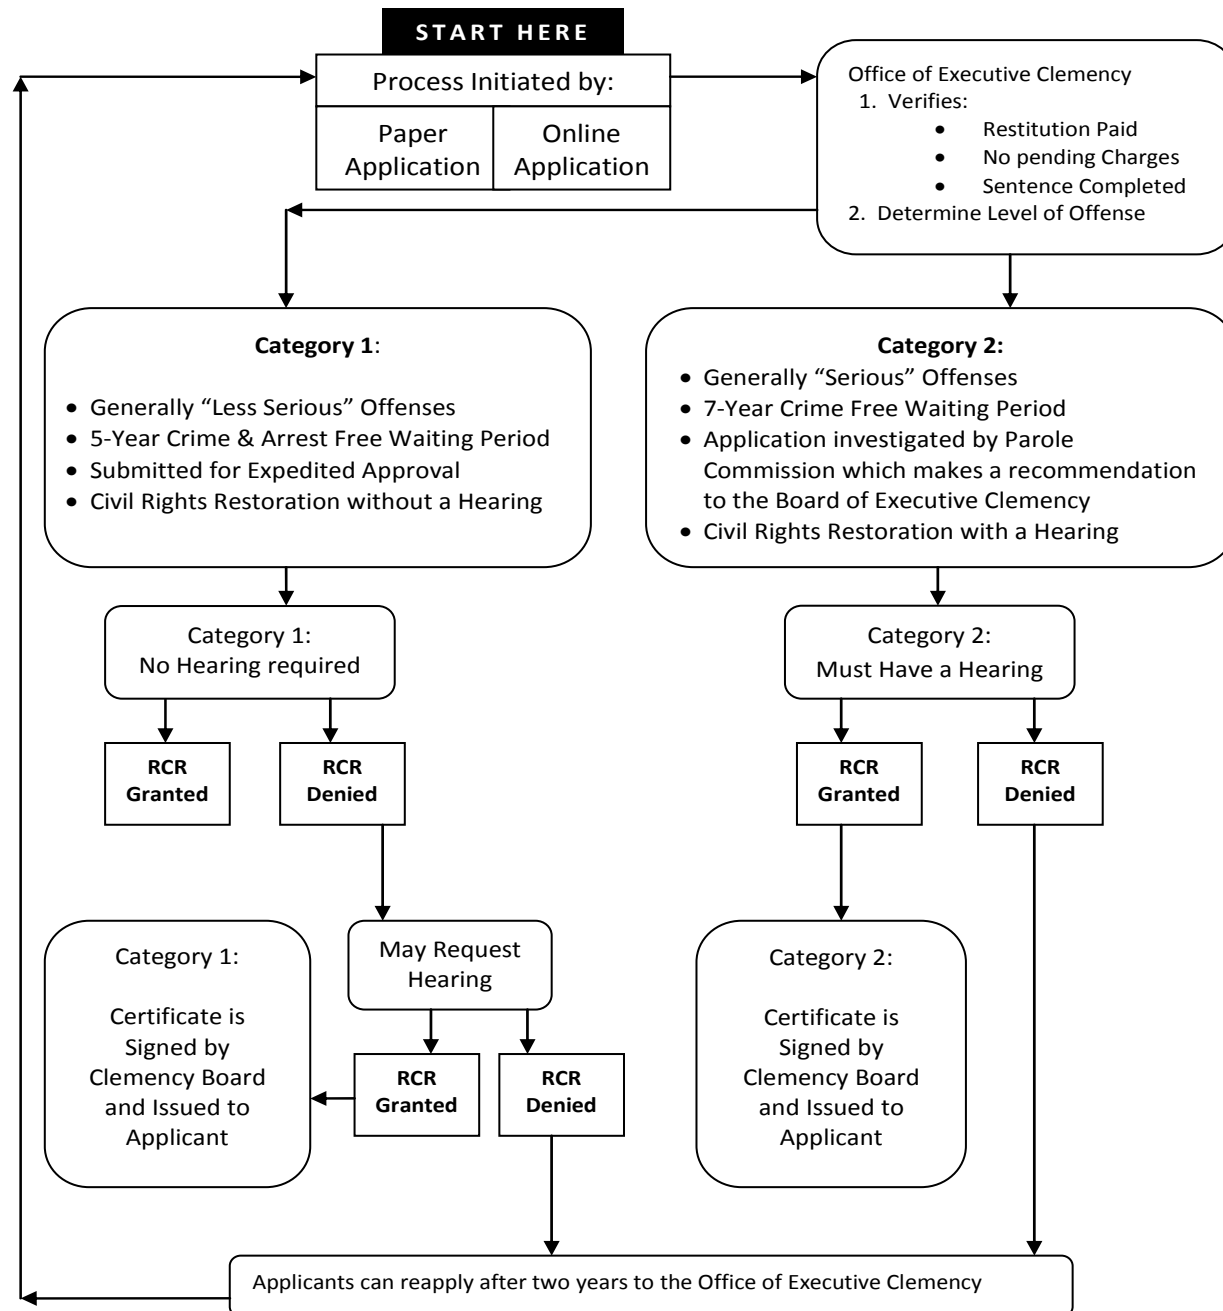 START HERE
Process Initiated by:
Paper
Application
Online
Application
Office of Executive Clemency
1. Verifies:
• Restitution Paid
• No pending Charges
• Sentence Completed
2. Determine Level of Offense
Category 1:
• Generally “Less Serious” Offenses
• 5-Year Crime & Arrest Free Waiting Period
• Submitted for Expedited Approval
• Civil Rights Restoration without a Hearing
Category 2:
• Generally “Serious” Offenses
• 7-Year Crime Free Waiting Period
• Application investigated by Parole
Commission which makes a recommendation
to the Board of Executive Clemency
• Civil Rights Restoration with a Hearing
Category 1:
No Hearing required
Category 2:
Must Have a Hearing
RCR
Granted
RCR
Denied
RCR
Granted
RCR
Denied
Category 1:
Certificate is
Signed by
Clemency Board
and Issued to
Applicant
May Request
Hearing
RCR
Granted
RCR
Denied
Category 2:
Certificate is
Signed by
Clemency Board
and Issued to
Applicant
Applicants can reapply after two years to the Office of Executive Clemency